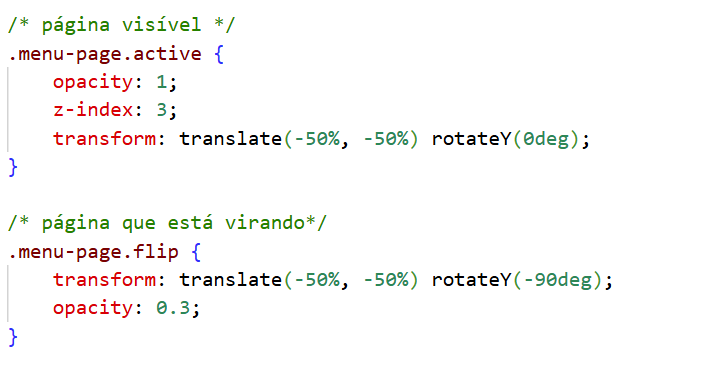 /* página visível */
.menu-page.active {
    opacity: 1;
    z-index: 3;
    transform: translate(-50%, -50%) rotateY(0deg);
}

/* página que está virando*/
.menu-page.flip {
    transform: translate(-50%, -50%) rotateY(-90deg);
    opacity: 0.3;
}